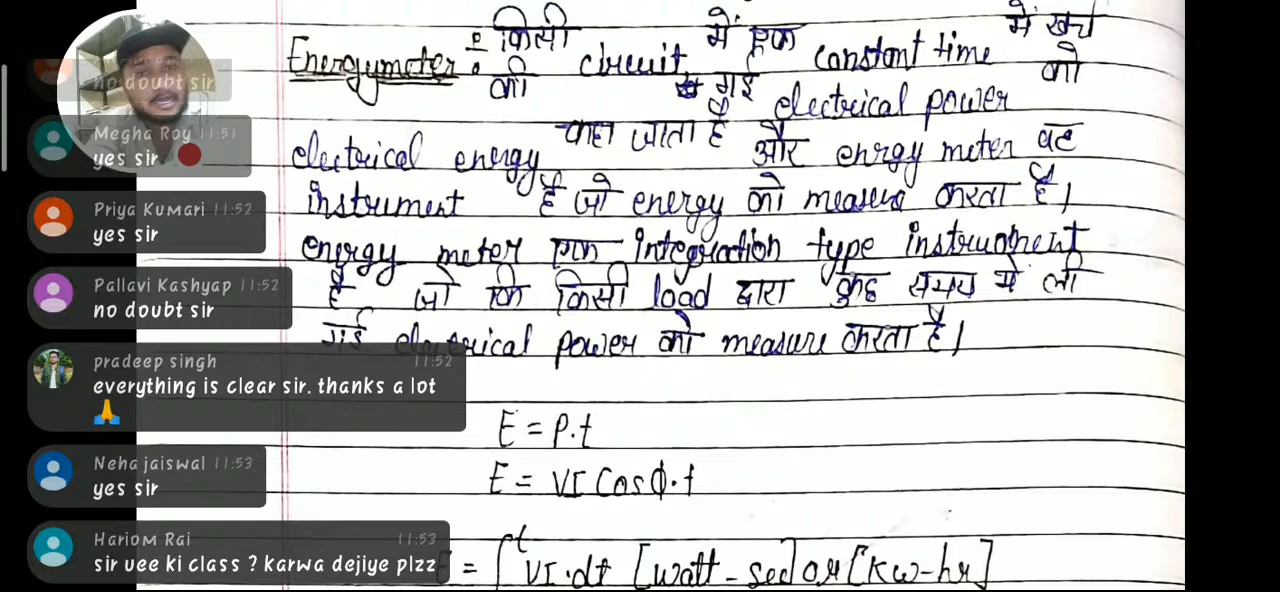 Energymeter :
किसी circuit में एक constant time में खर्च
की गई electrical power को
electrical energy कहा जाता है और enrgy meter वह
instrument है जो energy को measure करता है।
energy meter एक integration type instrument
है जो कि किसी load द्वारा कुछ समय मे ली
गई electrical power को measure करता है।
E = P.t
E = VI Cosϕ.t
E = ∫t VI.dt [watt-sec] or [Kw-hr]
no doubt sir
Megha Roy 11:51
yes sir
Priya Kumari 11:52
yes sir
Pallavi Kashyap 11:52
no doubt sir
pradeep singh 11:52
everything is clear sir. thanks a lot
🙏
Neha jaiswal 11:53
yes sir
Hariom Rai 11:53
sir uee ki class ? karwa dejiye plzz